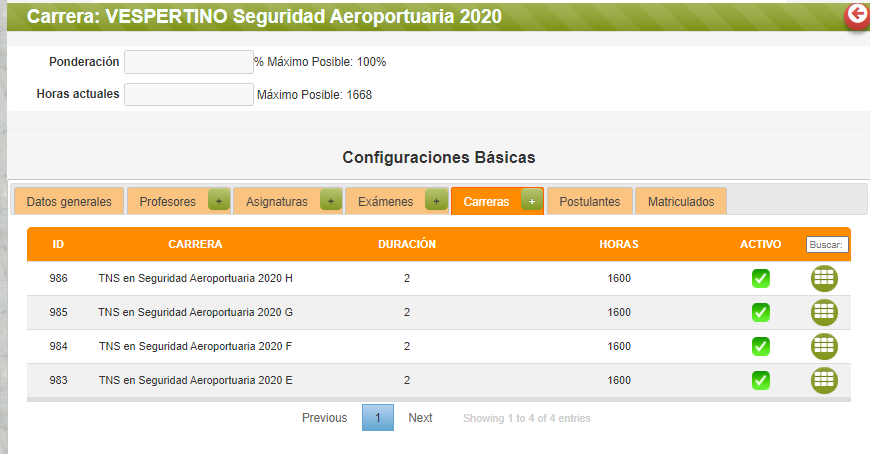 Carrera: VESPERTINO Seguridad Aeroportuaria 2020
Ponderación % Máximo Posible: 100%
Horas actuales Máximo Posible: 1668
Configuraciones Básicas
Datos generales Profesores + Asignaturas + Exámenes + Carreras + Postulantes Matriculados
ID CARRERA DURACIÓN HORAS ACTIVO Buscar:
986 TNS en Seguridad Aeroportuaria 2020 H 2 1600
985 TNS en Seguridad Aeroportuaria 2020 G 2 1600
984 TNS en Seguridad Aeroportuaria 2020 F 2 1600
983 TNS en Seguridad Aeroportuaria 2020 E 2 1600
Previous 1 Next Showing 1 to 4 of 4 entries